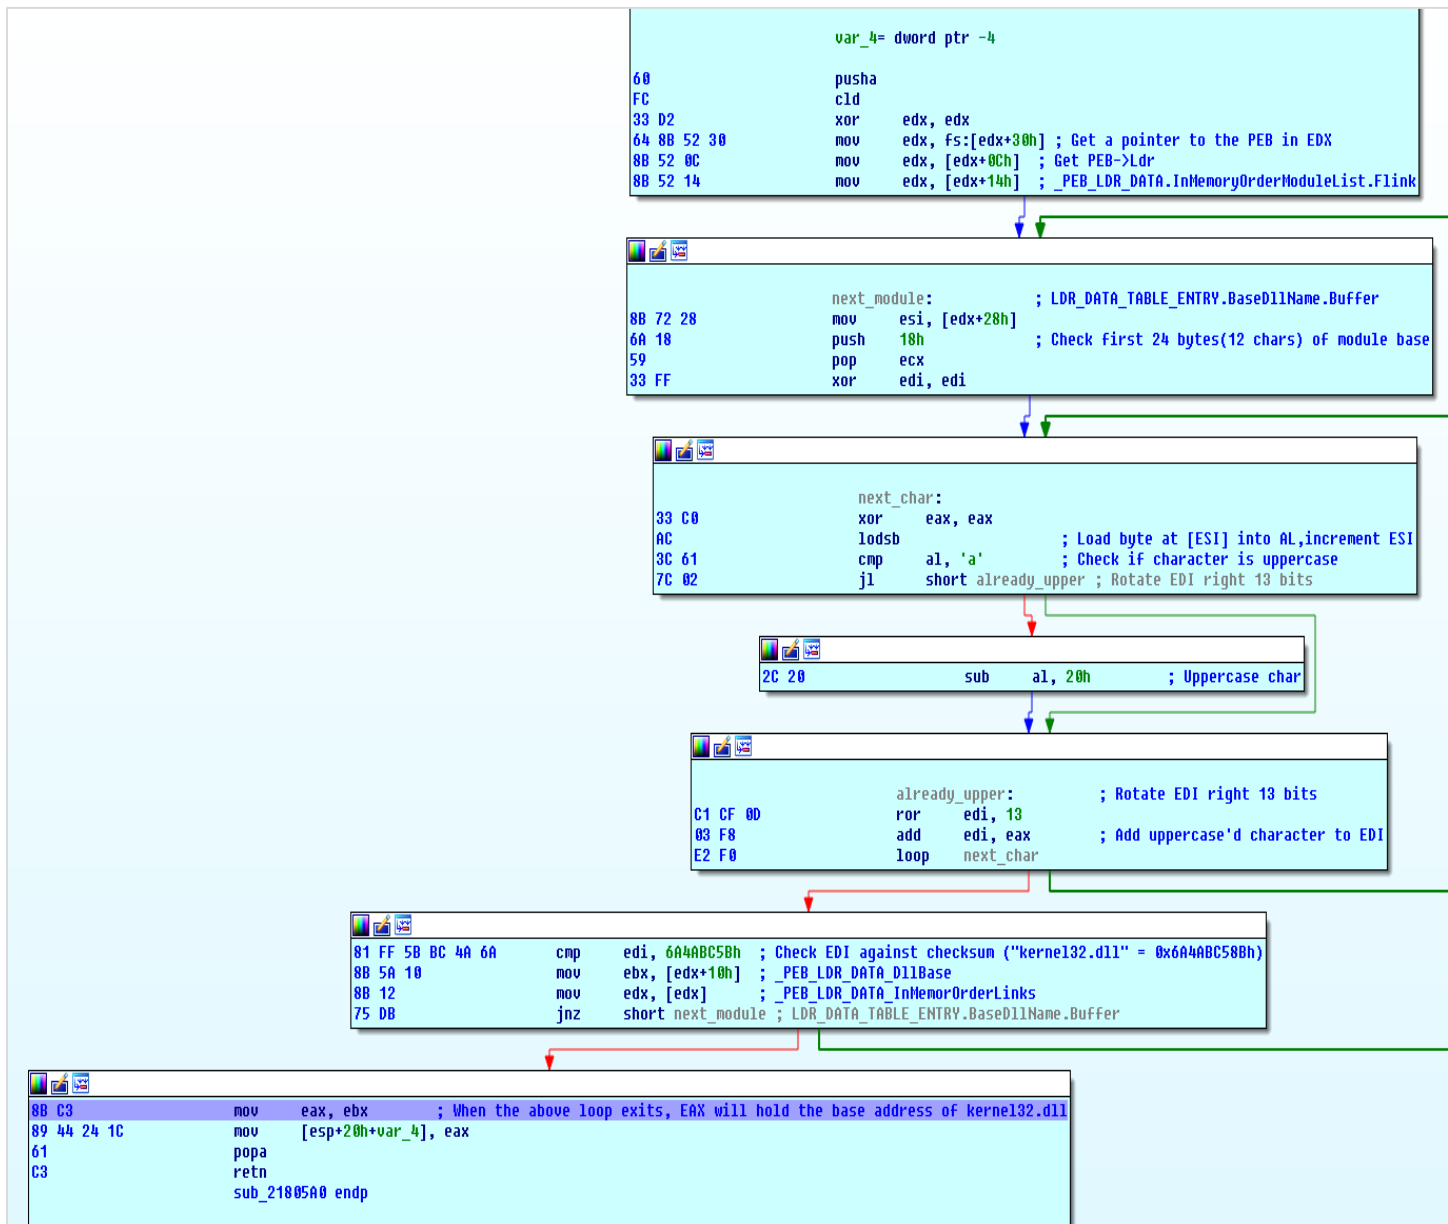 var_4= dword ptr -4
60 pusha
FC cld
33 D2 xor edx, edx
64 8B 52 30 mov edx, fs:[edx+30h] ; Get a pointer to the PEB in EDX
8B 52 0C mov edx, [edx+0Ch] ; Get PEB->Ldr
8B 52 14 mov edx, [edx+14h] ; _PEB_LDR_DATA.InMemoryOrderModuleList.Flink
next_module: ; LDR_DATA_TABLE_ENTRY.BaseDllName.Buffer
8B 72 28 mov esi, [edx+28h]
6A 18 push 18h ; Check first 24 bytes(12 chars) of module base
59 pop ecx
33 FF xor edi, edi
next_char:
33 C0 xor eax, eax
AC lodsb ; Load byte at [ESI] into AL,increment ESI
3C 61 cmp al, 'a' ; Check if character is uppercase
7C 02 jl short already_upper ; Rotate EDI right 13 bits
2C 20 sub al, 20h ; Uppercase char
already_upper: ; Rotate EDI right 13 bits
C1 CF 0D ror edi, 13
03 F8 add edi, eax ; Add uppercase'd character to EDI
E2 F0 loop next_char
81 FF 5B BC 4A 6A cmp edi, 6A4ABC5Bh ; Check EDI against checksum ("kernel32.dll" = 0x6A4ABC58Bh)
8B 5A 10 mov ebx, [edx+10h] ; _PEB_LDR_DATA_DllBase
8B 12 mov edx, [edx] ; _PEB_LDR_DATA_InMemorOrderLinks
75 DB jnz short next_module ; LDR_DATA_TABLE_ENTRY.BaseDllName.Buffer
8B C3 mov eax, ebx ; When the above loop exits, EAX will hold the base address of kernel32.dll
89 44 24 1C mov [esp+20h+var_4], eax
61 popa
C3 retn
sub_21805A0 endp